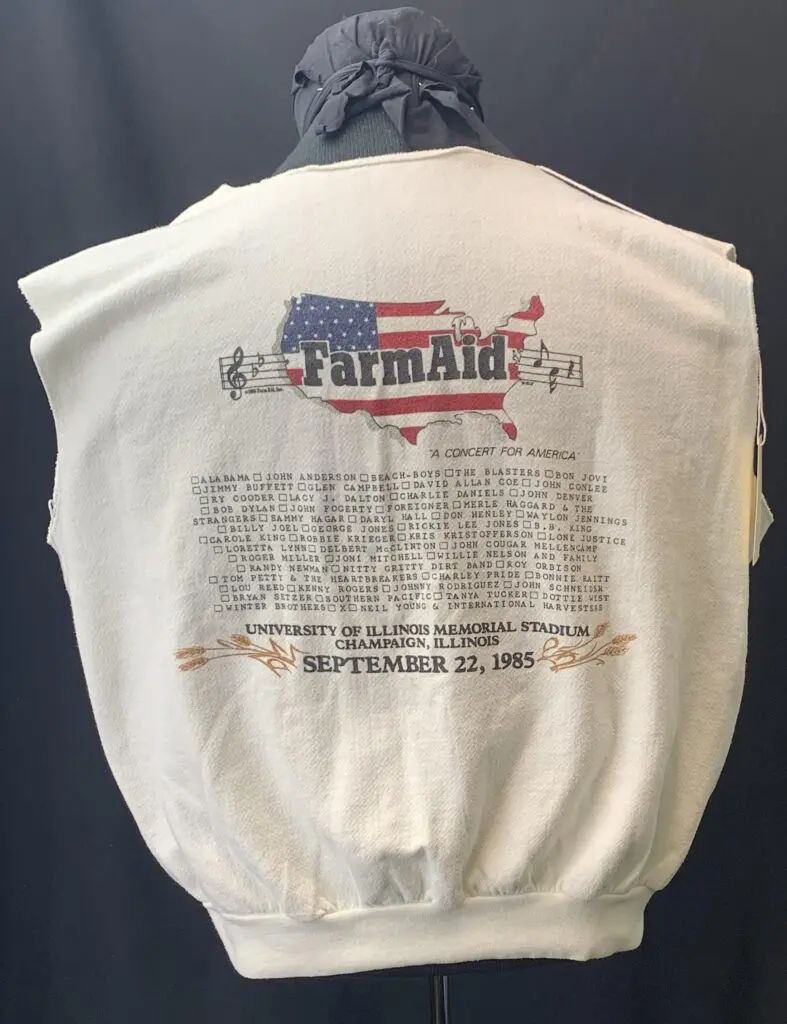 FarmAid
"A CONCERT FOR AMERICA"
□ALABAMA□JOHN ANDERSON□BEACH-BOYS□THE BLASTERS□BON JOVI
□JIMMY BUFFETT□GLEN CAMPBELL□DAVID ALLAN COE□JOHN CONLEE
□RY COODER□LACY J. DALTON□CHARLIE DANIELS□JOHN DENVER
□BOB DYLAN□JOHN FOGERTY□FOREIGNER□MERLE HAGGARD & THE
STRANGERS□SAMMY HAGAR□DARYL HALL□DON HENLEY□WAYLON JENNINGS
□BILLY JOEL□GEORGE JONES□RICKIE LEE JONES□B.B. KING
□CAROLE KING□ROBBIE KRIEGER□KRIS KRISTOFFERSON□LONE JUSTICE
□LORETTA LYNN□DELBERT McCLINTON□JOHN COUGAR MELLENCAMP
□ROGER MILLER□JONI MITCHELL□WILLIE NELSON AND FAMILY
□RANDY NEWMAN□NITTY GRITTY DIRT BAND□ROY ORBISON
□TOM PETTY & THE HEARTBREAKERS□CHARLEY PRIDE□BONNIE RAITT
□LOU REED□KENNY ROGERS□JOHNNY RODRIGUEZ□JOHN SCHNEIDER
□BRYAN SETZER□SOUTHERN PACIFIC□TANYA TUCKER□DOTTIE WEST
□WINTER BROTHERS□X□NEIL YOUNG & INTERNATIONAL HARVESTERS
UNIVERSITY OF ILLINOIS MEMORIAL STADIUM
CHAMPAIGN, ILLINOIS
SEPTEMBER 22, 1985